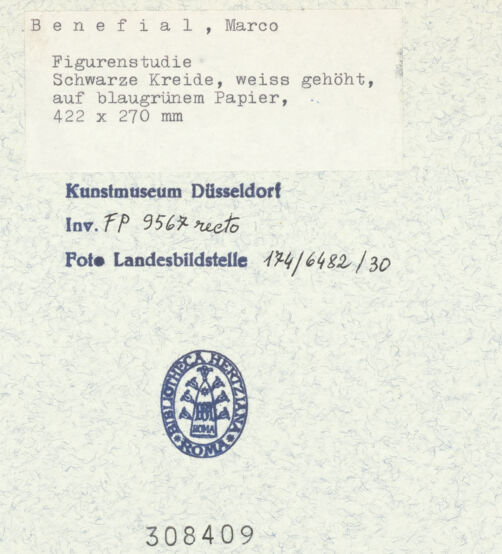 B e n e f i a l , Marco
Figurenstudie
Schwarze Kreide, weiss gehöht,
auf blaugrünem Papier,
422 x 270 mm
Kunstmuseum Düsseldorf
Inv. FP 9567 recto
Foto Landesbildstelle 174/6482/30
BIBLIOTHECA HERTZIANA
ROMA
ROMA
308409